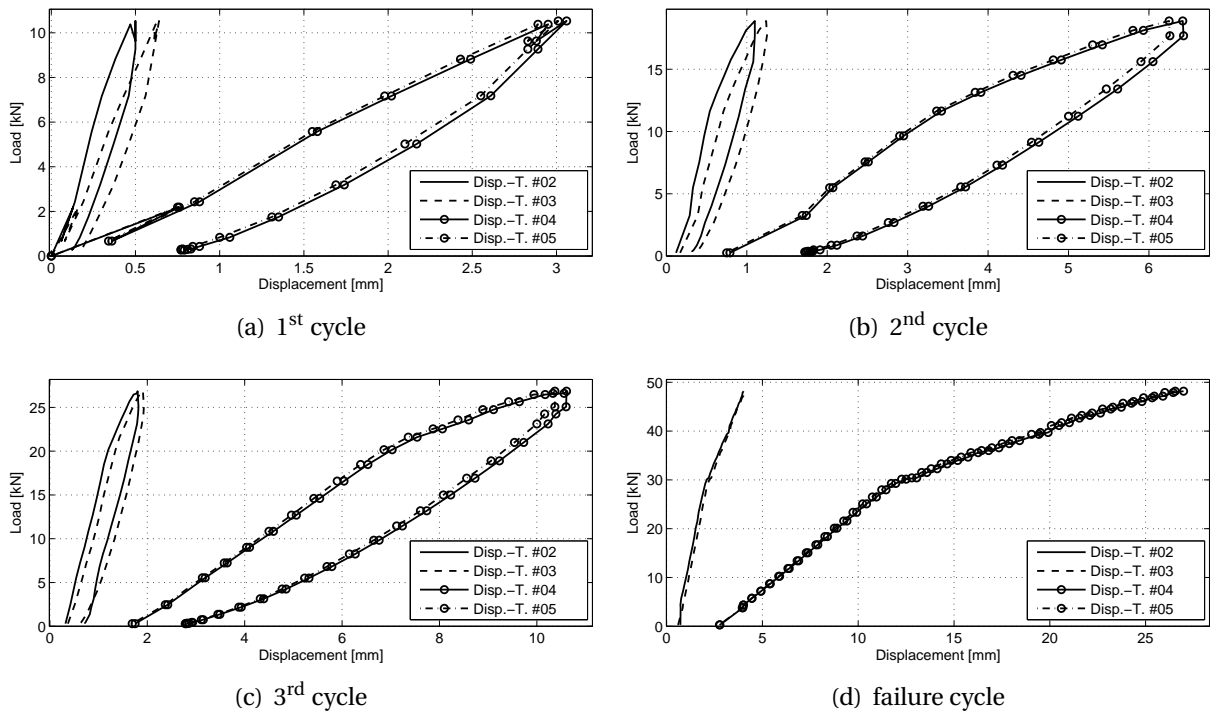 10
8
6
4
2
0
Load [kN]
0
0.5
1
1.5
2
2.5
3
Displacement [mm]
Disp.−T. #02
Disp.−T. #03
Disp.−T. #04
Disp.−T. #05
(a) 1st cycle
15
10
5
0
Load [kN]
0
1
2
3
4
5
6
Displacement [mm]
Disp.−T. #02
Disp.−T. #03
Disp.−T. #04
Disp.−T. #05
(b) 2nd cycle
25
20
15
10
5
0
Load [kN]
0
2
4
6
8
10
Displacement [mm]
Disp.−T. #02
Disp.−T. #03
Disp.−T. #04
Disp.−T. #05
(c) 3rd cycle
50
40
30
20
10
0
Load [kN]
0
5
10
15
20
25
Displacement [mm]
Disp.−T. #02
Disp.−T. #03
Disp.−T. #04
Disp.−T. #05
(d) failure cycle